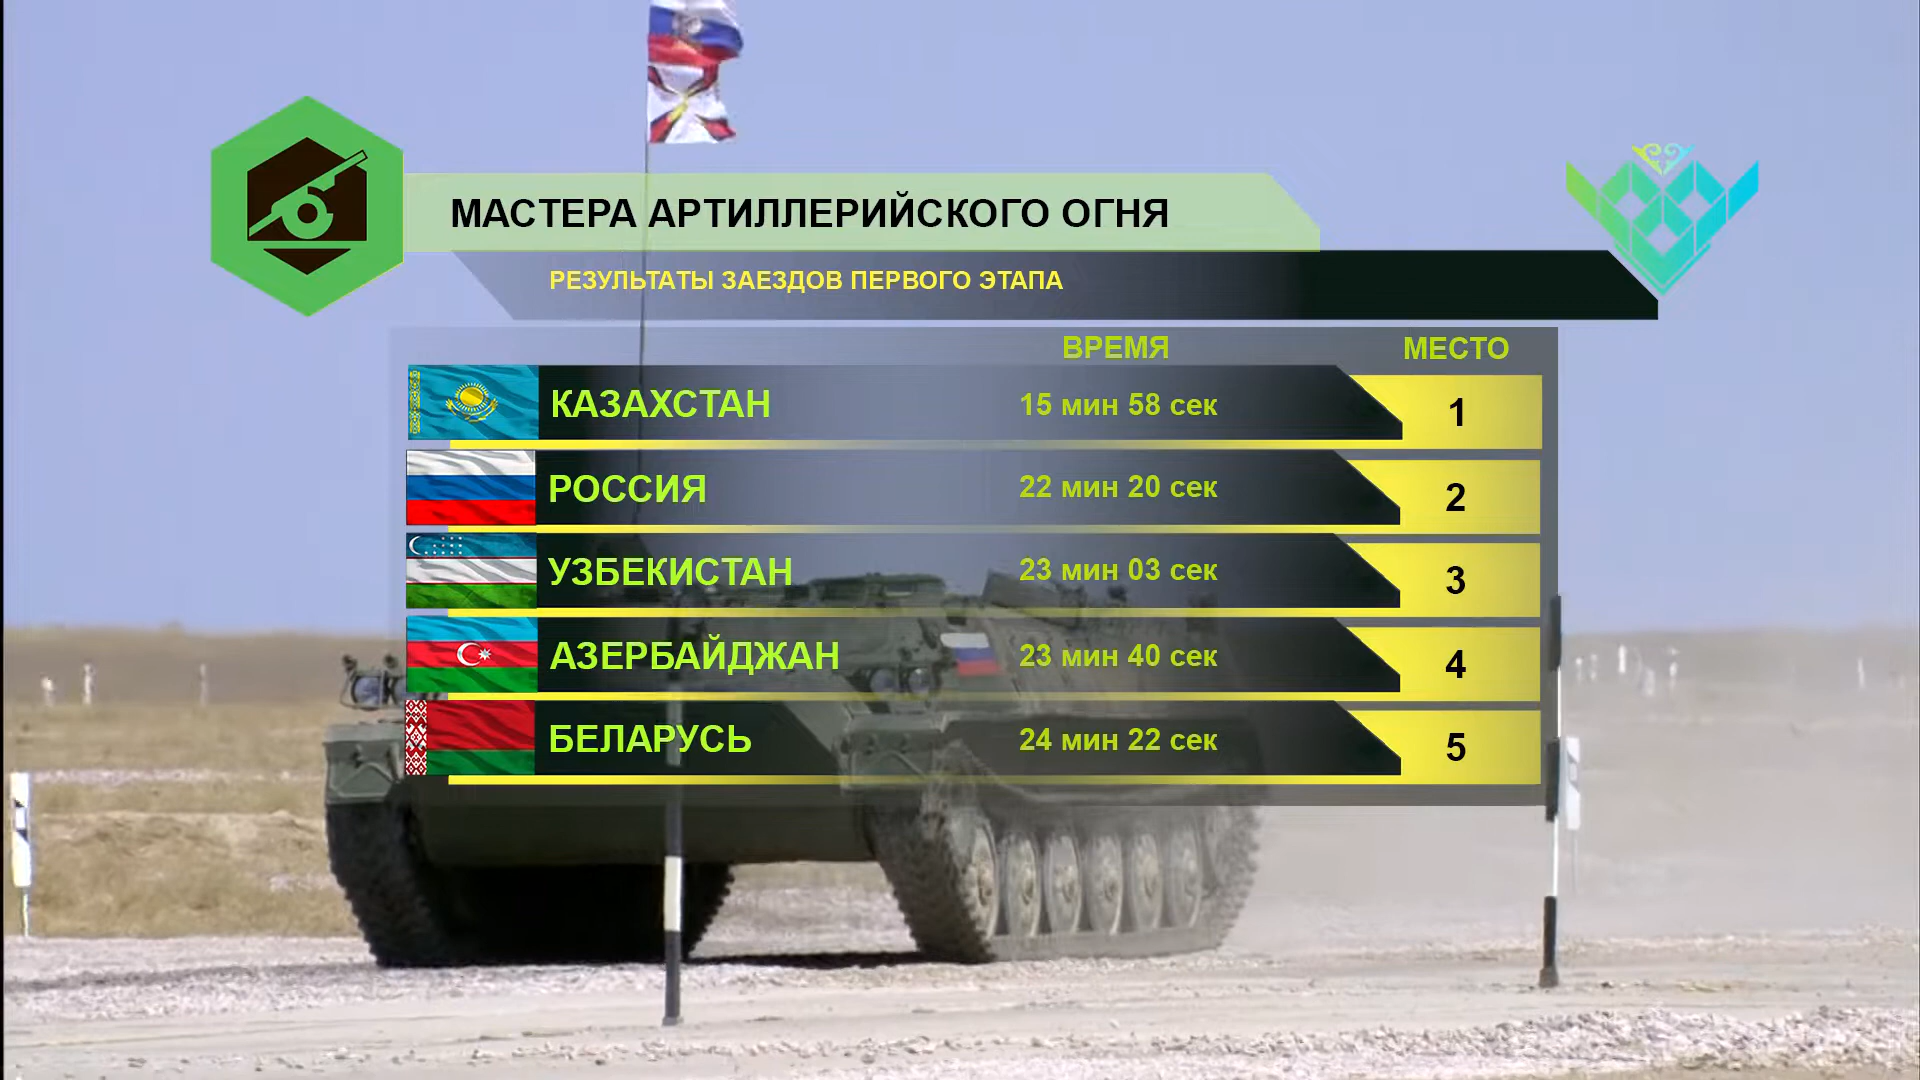 МАСТЕРА АРТИЛЛЕРИЙСКОГО ОГНЯ
РЕЗУЛЬТАТЫ ЗАЕЗДОВ ПЕРВОГО ЭТАПА
ВРЕМЯ МЕСТО
КАЗАХСТАН 15 мин 58 сек 1
РОССИЯ 22 мин 20 сек 2
УЗБЕКИСТАН 23 мин 03 сек 3
АЗЕРБАЙДЖАН 23 мин 40 сек 4
БЕЛАРУСЬ 24 мин 22 сек 5